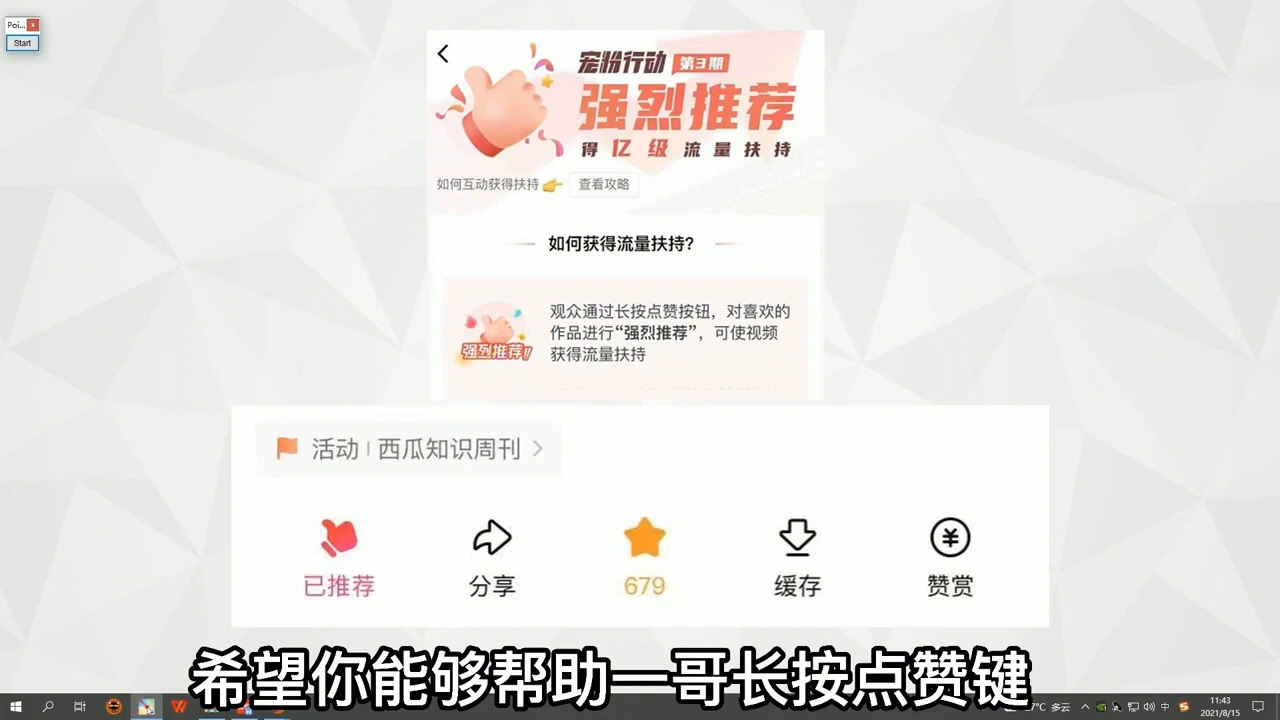 Poi...
Start
宠粉行动 第3期
强烈推荐
得亿级流量扶持
如何互动获得扶持 查看攻略
如何获得流量扶持?
观众通过长按点赞按钮，对喜欢的
作品进行“强烈推荐”，可使视频
获得流量扶持
强烈推荐!!
活动 | 西瓜知识周刊
已推荐
分享
679
缓存
赞赏
希望你能够帮助一哥长按点赞键
7°C 多云
中
11:43
2021/8/15